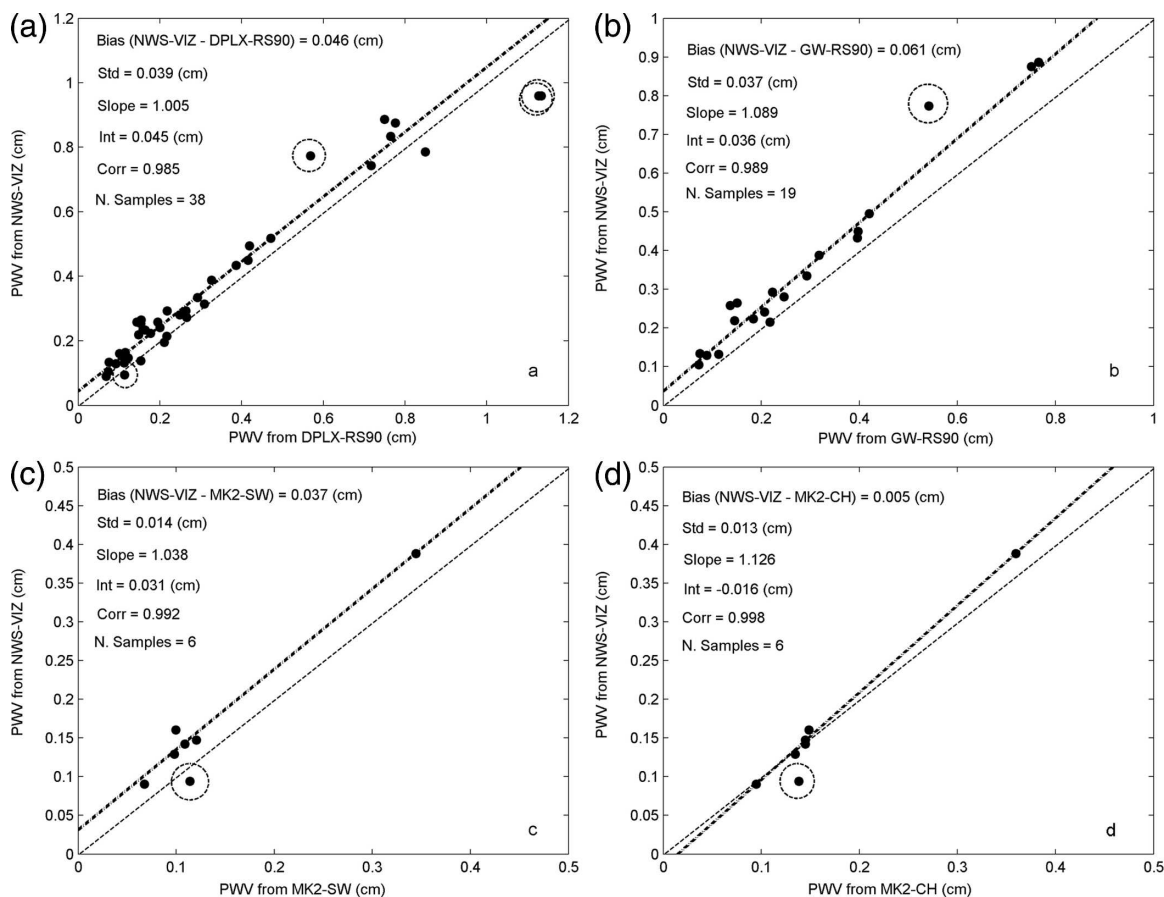 (a)
1.2
1
0.8
0.6
0.4
0.2
0
PWV from NWS-VIZ (cm)
Bias (NWS-VIZ - DPLX-RS90) = 0.046 (cm)
Std = 0.039 (cm)
Slope = 1.005
Int = 0.045 (cm)
Corr = 0.985
N. Samples = 38
a
0 0.2 0.4 0.6 0.8 1 1.2
PWV from DPLX-RS90 (cm)
(b)
1
0.9
0.8
0.7
0.6
0.5
0.4
0.3
0.2
0.1
0
PWV from NWS-VIZ (cm)
Bias (NWS-VIZ - GW-RS90) = 0.061 (cm)
Std = 0.037 (cm)
Slope = 1.089
Int = 0.036 (cm)
Corr = 0.989
N. Samples = 19
b
0 0.2 0.4 0.6 0.8 1
PWV from GW-RS90 (cm)
(c)
0.5
0.45
0.4
0.35
0.3
0.25
0.2
0.15
0.1
0.05
0
PWV from NWS-VIZ (cm)
Bias (NWS-VIZ - MK2-SW) = 0.037 (cm)
Std = 0.014 (cm)
Slope = 1.038
Int = 0.031 (cm)
Corr = 0.992
N. Samples = 6
c
0 0.1 0.2 0.3 0.4 0.5
PWV from MK2-SW (cm)
(d)
0.5
0.45
0.4
0.35
0.3
0.25
0.2
0.15
0.1
0.05
0
PWV from NWS-VIZ (cm)
Bias (NWS-VIZ - MK2-CH) = 0.005 (cm)
Std = 0.013 (cm)
Slope = 1.126
Int = -0.016 (cm)
Corr = 0.998
N. Samples = 6
d
0 0.1 0.2 0.3 0.4 0.5
PWV from MK2-CH (cm)